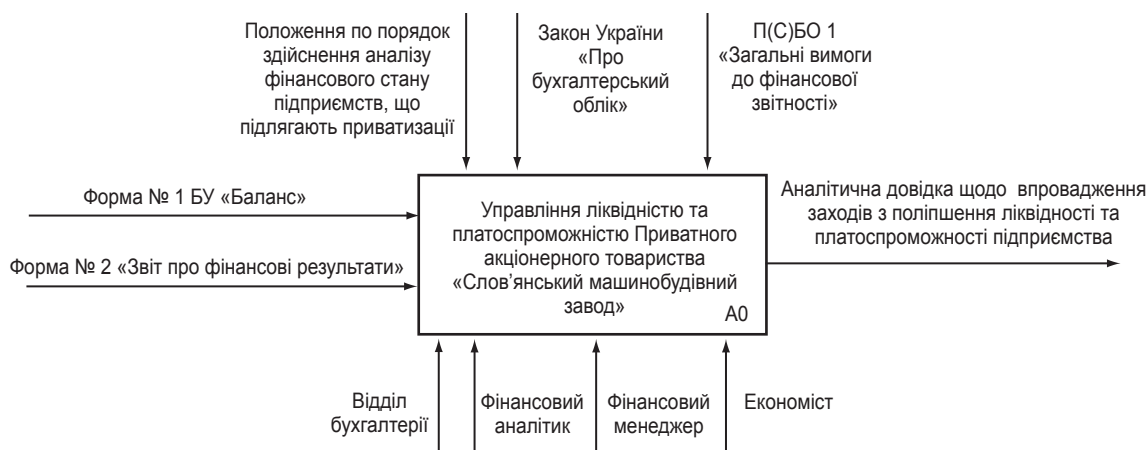 Положення по порядок
здійснення аналізу
фінансового стану
підприємств, що
підлягають приватизації
Закон України
«Про
бухгалтерський
облік»
П(С)БО 1
«Загальні вимоги
до фінансової
звітності»
Форма № 1 БУ «Баланс»
Форма № 2 «Звіт про фінансові результати»
Управління ліквідністю та
платоспроможністю Приватного
акціонерного товариства
«Слов’янський машинобудівний
завод»
А0
Аналітична довідка щодо впровадження
заходів з поліпшення ліквідності та
платоспроможності підприємства
Відділ
бухгалтерії
Фінансовий
аналітик
Фінансовий
менеджер
Економіст